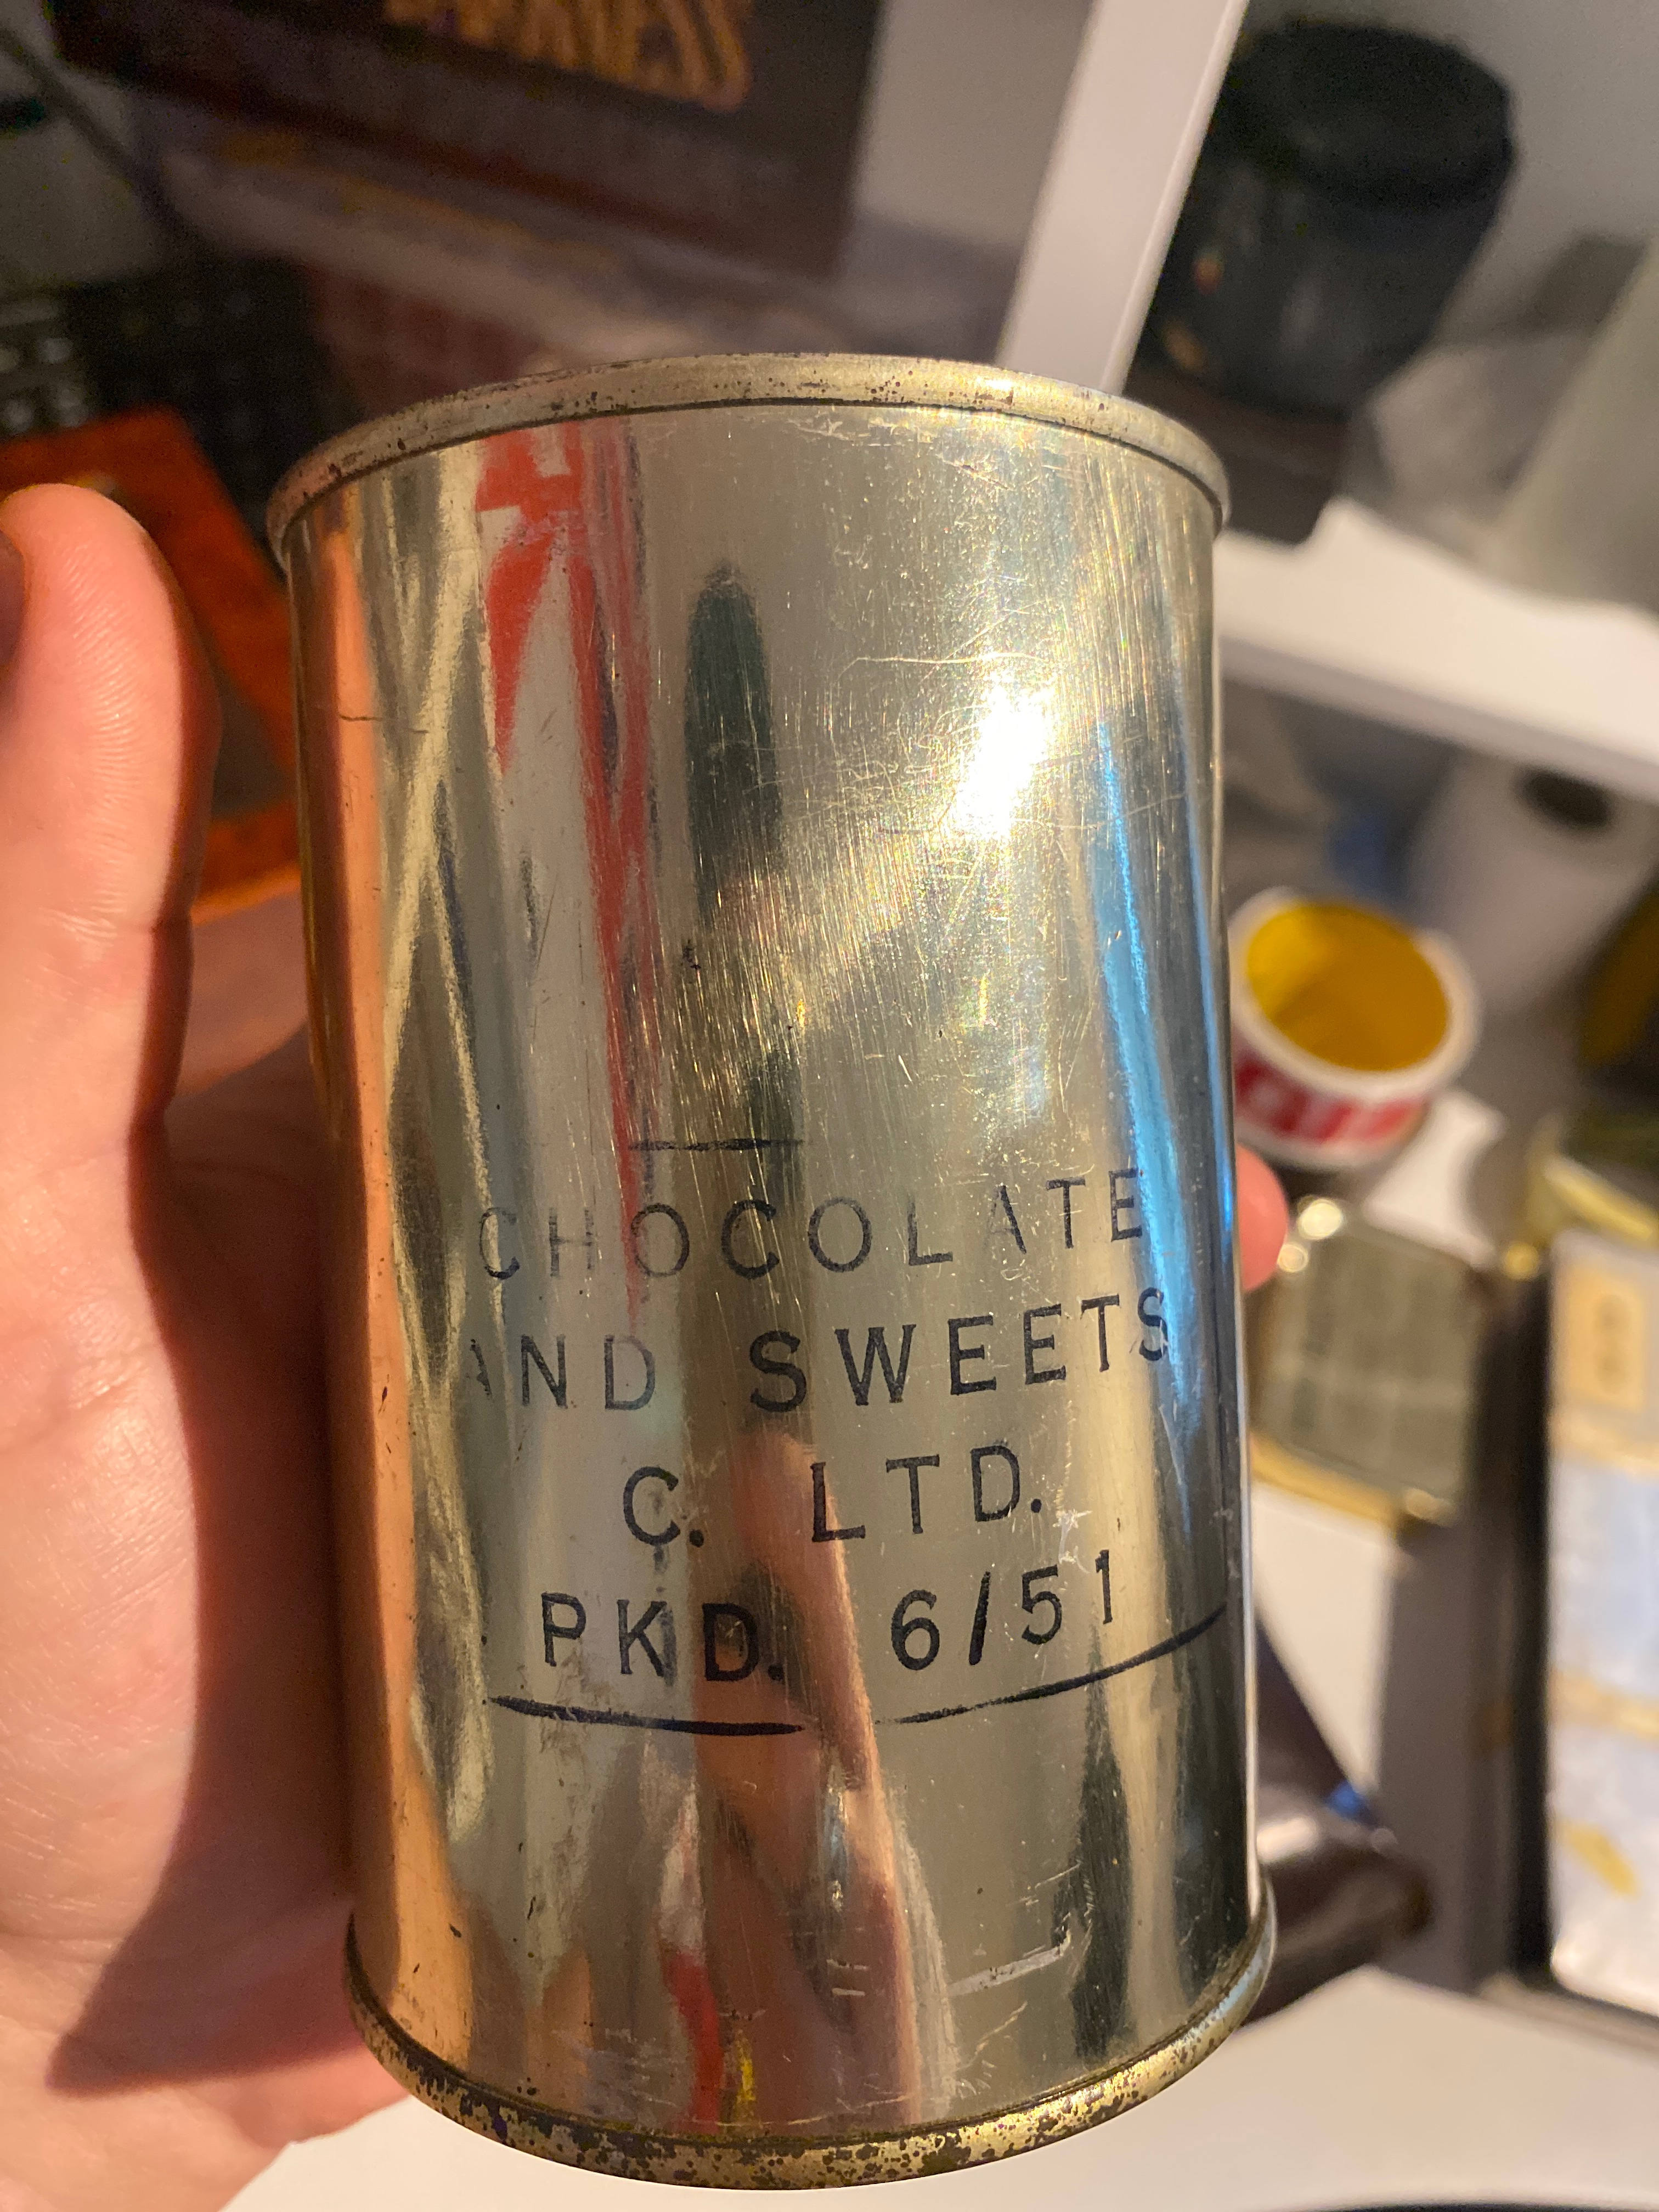 CHOCOLATE
AND SWEETS
C. LTD.
PKD. 6/51